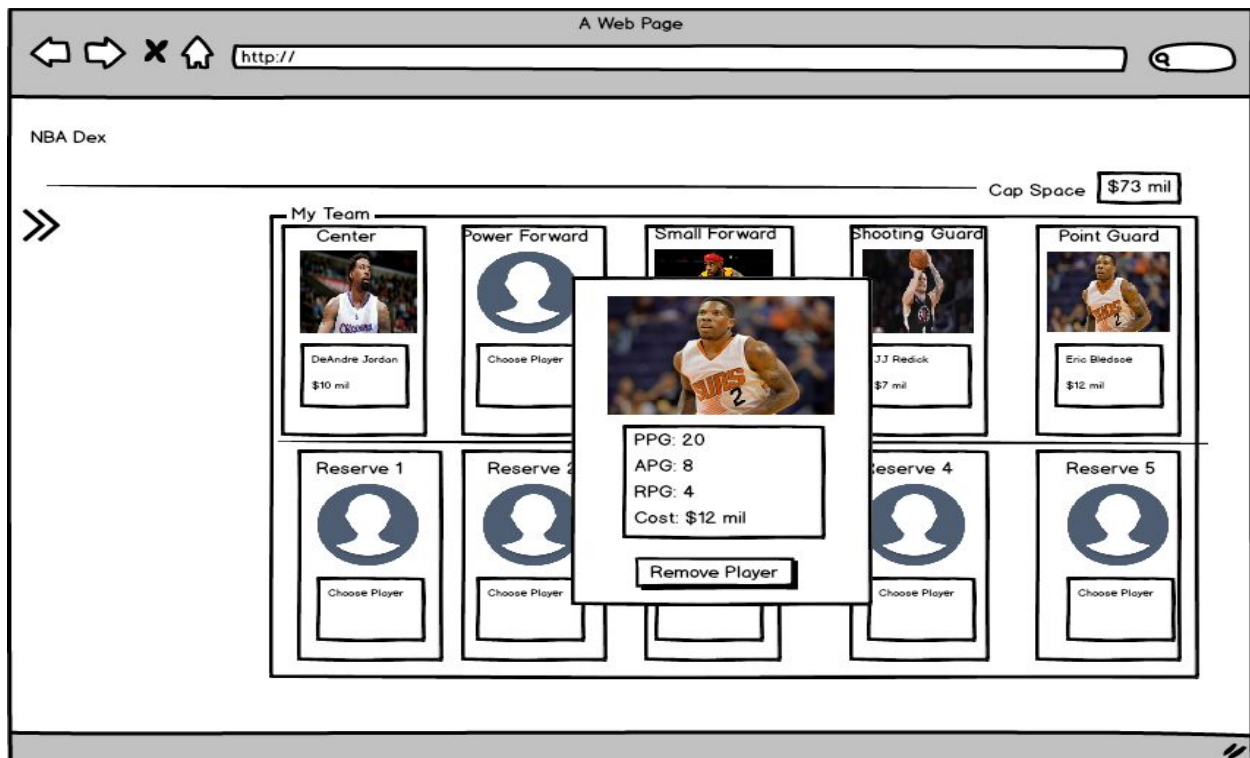 A Web Page
http://
NBA Dex
Cap Space $73 mil
My Team
Center
Power Forward
Small Forward
Shooting Guard
Point Guard
DeAndre Jordan
$10 mil
Choose Player
JJ Redick
$7 mil
Eric Bledsoe
$12 mil
SUNS
2
PPG: 20
APG: 8
RPG: 4
Cost: $12 mil
Remove Player
Reserve 1
Reserve 2
Reserve 4
Reserve 5
Choose Player
Choose Player
Choose Player
Choose Player